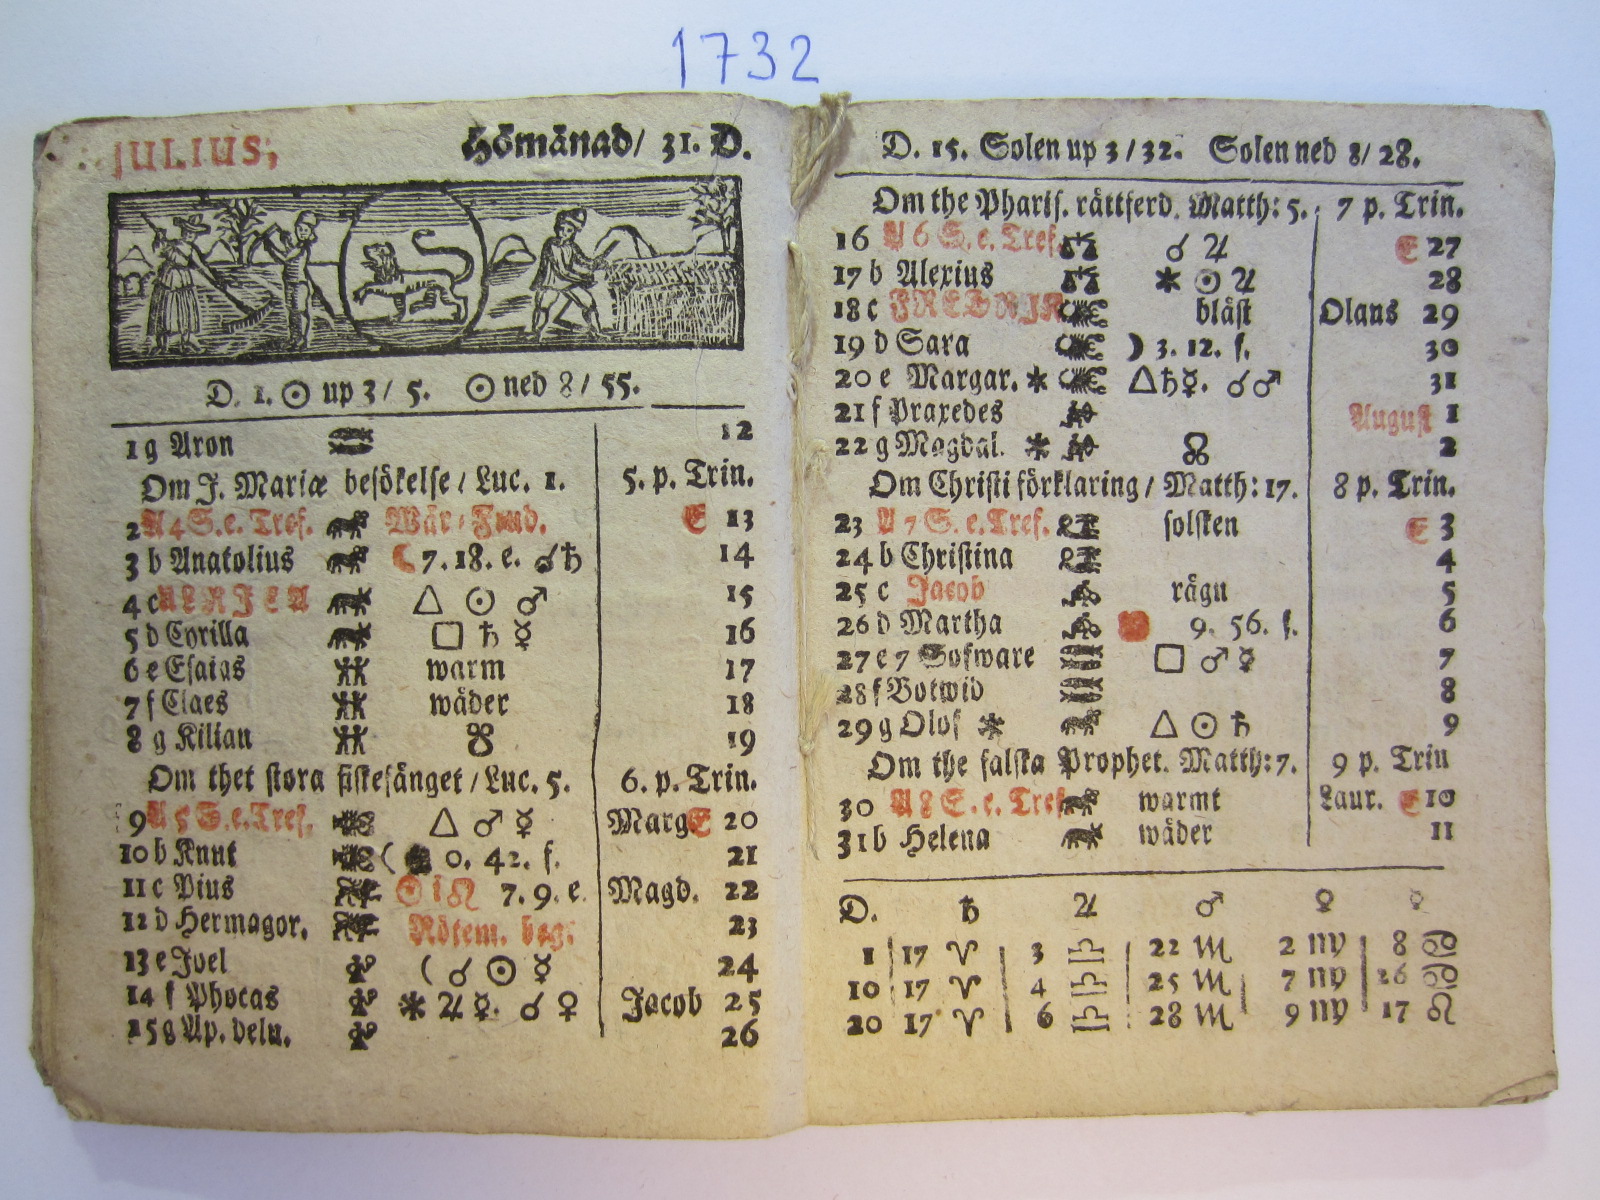 1732
JULIUS, Hömånad/ 31. D.
D. 1. ☉ up 3/ 5. ☉ ned 8/ 55.
1 g Aron 12
Om J. Mariæ besökelse/ Luc. 1. 5. p. Trin.
2 A 4 S. e. Tref. Wår Frud. E 13
3 b Anatolius ☾ 7. 18. e. ☌ ♄ 14
4 c ULRICA △ ☉ ♂ 15
5 d Cyrilla □ ♄ ☿ 16
6 e Esaias warm 17
7 f Claes wäder 18
8 g Kilian ☋ 19
Om thet stora fiskefänget/ Luc. 5. 6. p. Trin.
9 A 5 S. e. Tref. △ ♂ ☿ Marg E 20
10 b Knut ( ● 0. 42. f. 21
11 c Pius ☉ i ♌ 7. 9. e. Magd. 22
12 d Hermagor. Rötem. beg. 23
13 e Joel ( ☌ ☉ ☿ 24
14 f Phocas ✱ ♃ ☿. ☌ ♀ Jacob 25
15 g Ap. deln. 26
D. 15. Solen up 3/ 32. Solen ned 8/ 28.
Om the Pharis. rättferd. Matth: 5. 7 p. Trin.
16 A 6 S. e. Tref. ☌ ♃ E 27
17 b Alexius ✱ ☉ ♃ 28
18 c FREDRIK blåst Olaus 29
19 d Sara ☽ 3. 12. f. 30
20 e Margar. ✱ △ ♄ ☿. ☌ ♂ 31
21 f Praxedes August 1
22 g Magdal. ✱ ☊ 2
Om Christi förklaring/ Matth: 17. 8 p. Trin.
23 A 7 S. e. Tref. solsken E 3
24 b Christina 4
25 c Jacob rägn 5
26 d Martha 9. 56. f. 6
27 e 7 Sofware □ ♂ ☿ 7
28 f Botwid 8
29 g Olof ✱ △ ☉ ♄ 9
Om the falska Prophet. Matth: 7. 9 p. Trin
30 A 8 S. e. Tref. warmt Laur. E 10
31 b Helena wäder 11
D. ♄ ♃ ♂ ♀ ☿
1 17 ♈ 3 ♎ 22 ♏ 2 ♍ 8 ♋
10 17 ♈ 4 ♎ 25 ♏ 7 ♍ 16 ♋
20 17 ♈ 6 ♎ 28 ♏ 9 ♍ 17 ♌